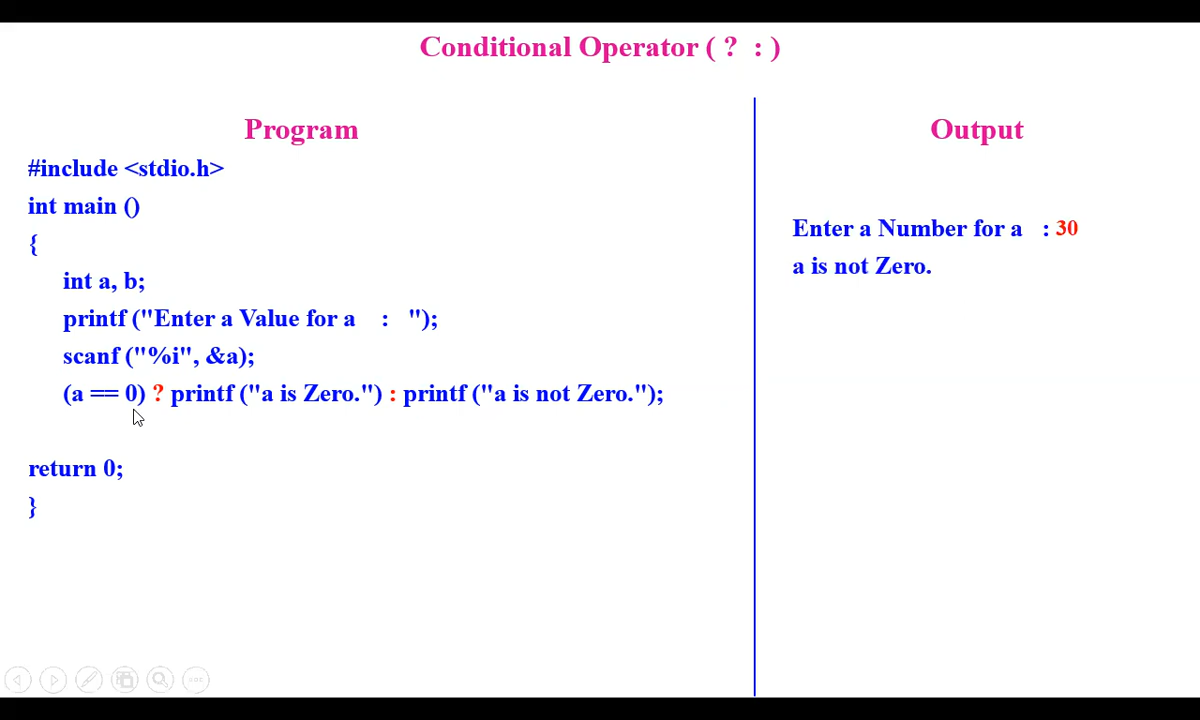 Conditional Operator ( ? : )
Program
#include <stdio.h>
int main ()
{
int a, b;
printf ("Enter a Value for a : ");
scanf ("%i", &a);
(a == 0) ? printf ("a is Zero.") : printf ("a is not Zero.");
return 0;
}
Output
Enter a Number for a : 30
a is not Zero.